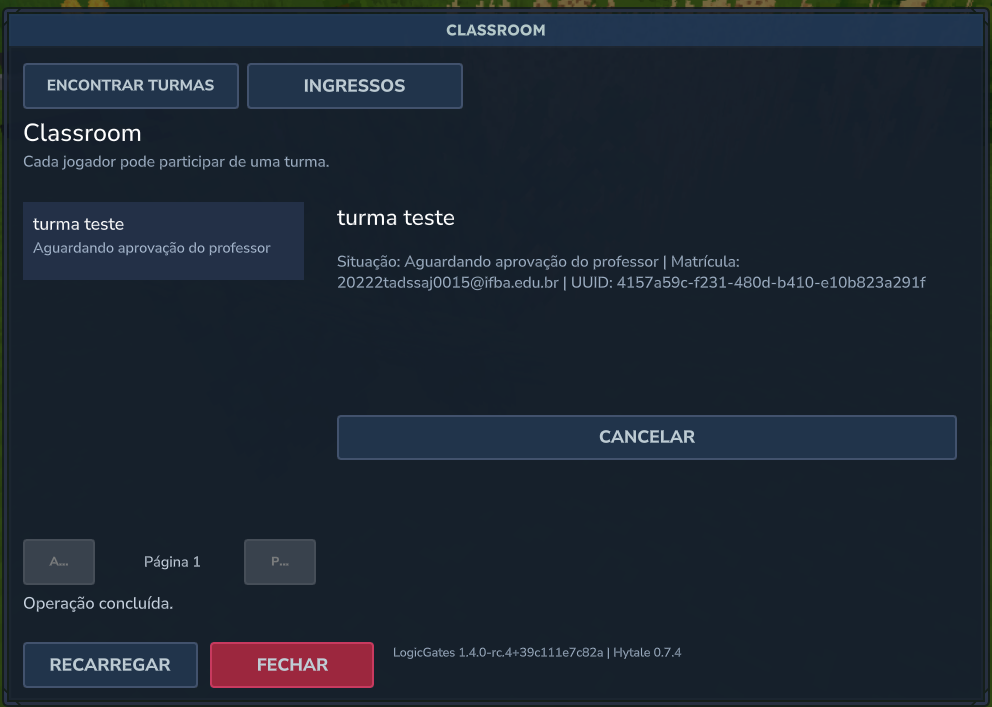 CLASSROOM
ENCONTRAR TURMAS
INGRESSOS
Classroom
Cada jogador pode participar de uma turma.
turma teste
Aguardando aprovação do professor
turma teste
Situação: Aguardando aprovação do professor | Matrícula:
20222tadssaj0015@ifba.edu.br | UUID: 4157a59c-f231-480d-b410-e10b823a291f
CANCELAR
A...
Página 1
P...
Operação concluída.
RECARREGAR
FECHAR
LogicGates 1.4.0-rc.4+39c111e7c82a | Hytale 0.7.4